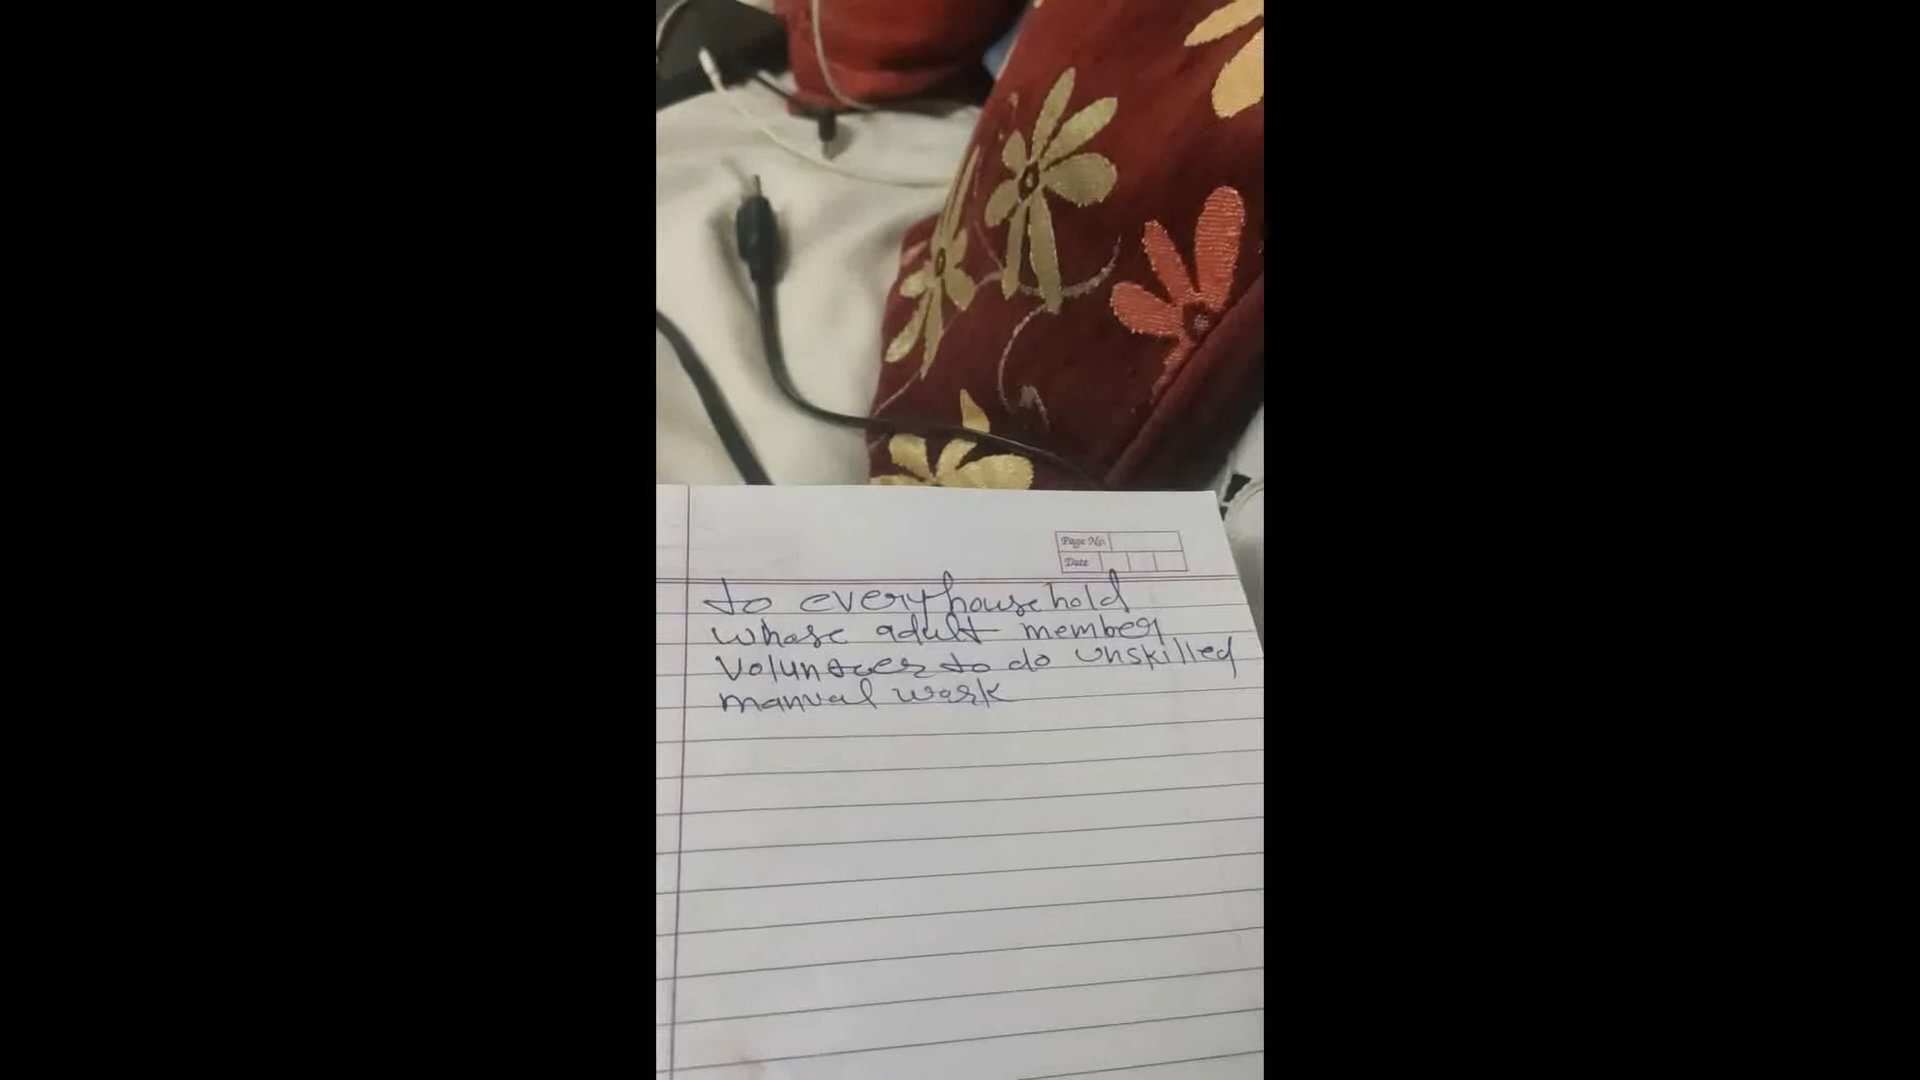 Page No.
Date
to every household
whose adult member
volunteer to do unskilled
manual work